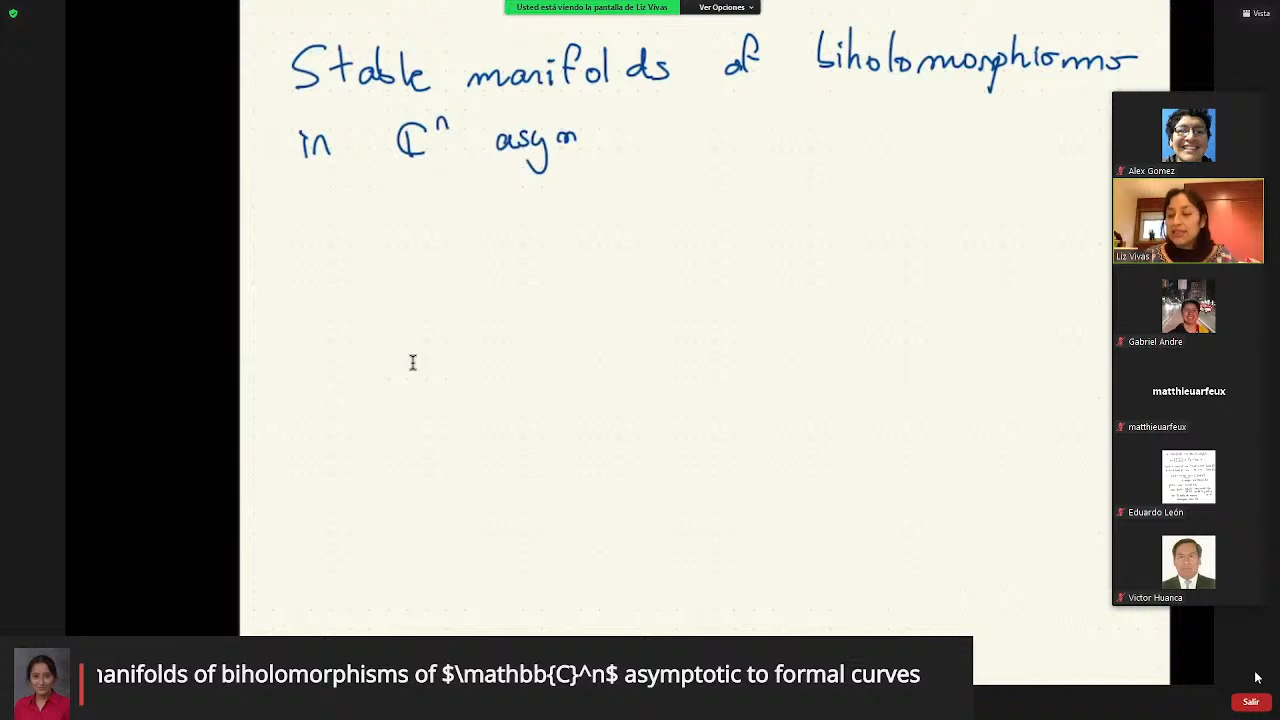 Usted está viendo la pantalla de Liz Vivas
Ver Opciones
Vista
Stable manifolds of biholomorphisms
in ℂⁿ asym
Alex Gomez
Liz Vivas
Gabriel Andre
matthieuarfeux
matthieuarfeux
Eduardo León
Victor Huanca
anifolds of biholomorphisms of $\mathbb{C}^n$ asymptotic to formal curves
Salir